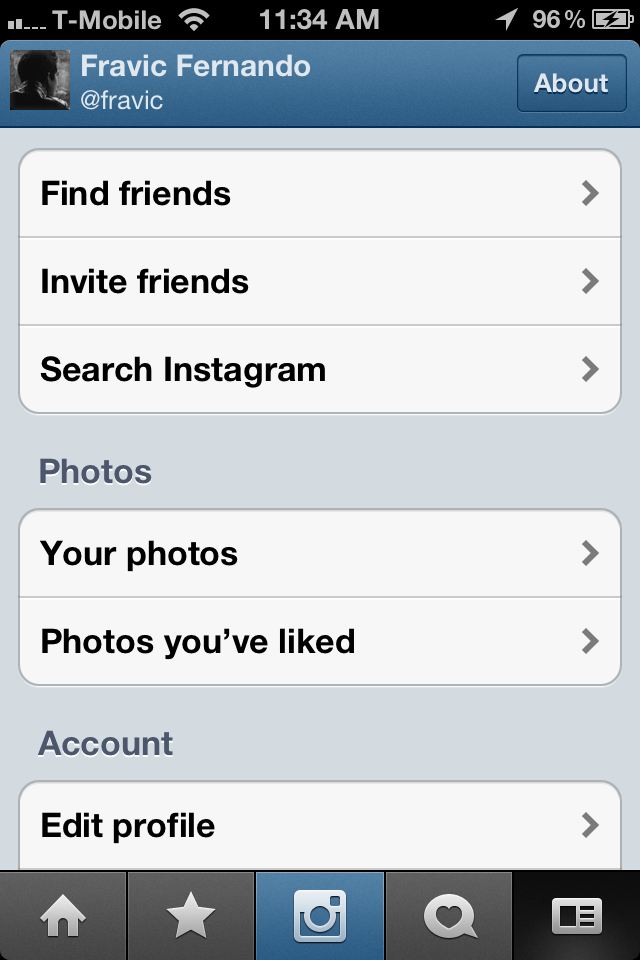 T-Mobile 11:34 AM 96%
Fravic Fernando
@fravic
About
Find friends
Invite friends
Search Instagram
Photos
Your photos
Photos you’ve liked
Account
Edit profile